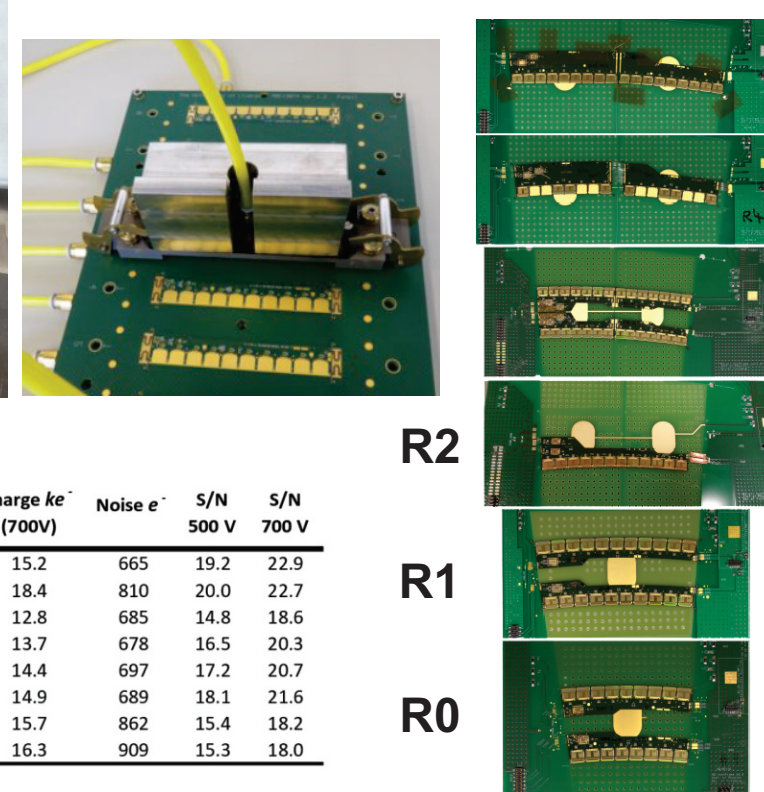 R4
R2
arge ke-
(700V)
Noise e-
S/N
500 V
S/N
700 V
15.2 665 19.2 22.9
18.4 810 20.0 22.7
12.8 685 14.8 18.6
13.7 678 16.5 20.3
14.4 697 17.2 20.7
14.9 689 18.1 21.6
15.7 862 15.4 18.2
16.3 909 15.3 18.0
R1
R0